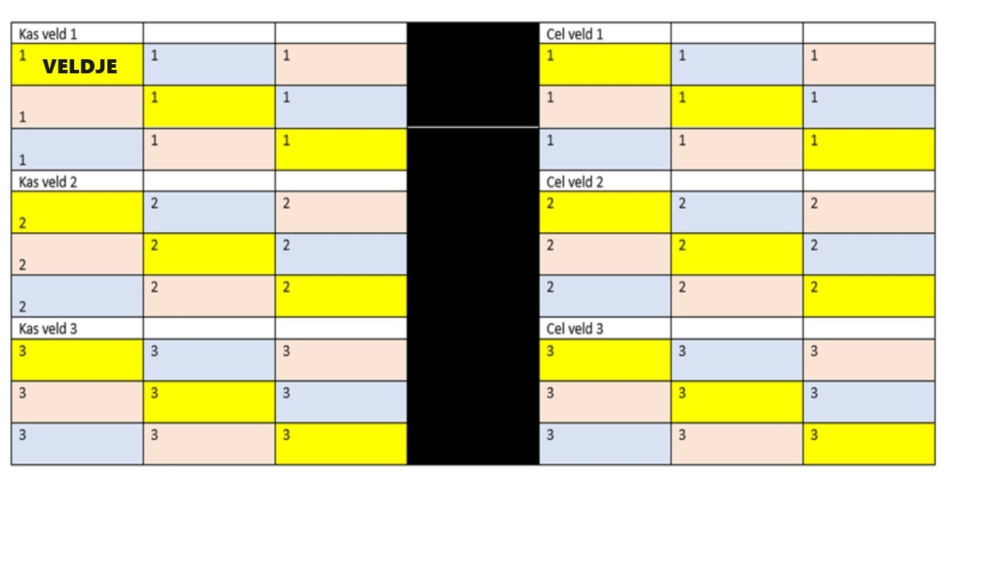 Kas veld 1 Cel veld 1
1 VELDJE 1 1 1 1 1
1 1 1 1 1 1
1 1 1 1 1 1
Kas veld 2 Cel veld 2
2 2 2 2 2 2
2 2 2 2 2 2
2 2 2 2 2 2
Kas veld 3 Cel veld 3
3 3 3 3 3 3
3 3 3 3 3 3
3 3 3 3 3 3